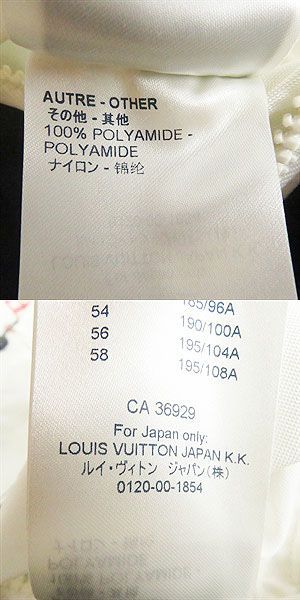 AUTRE - OTHER
その他 - 其他
100% POLYAMIDE -
POLYAMIDE
ナイロン - 锦纶
185/96A
54 190/100A
56 195/104A
58 195/108A
CA 36929
For Japan only:
LOUIS VUITTON JAPAN K.K.
ルイ・ヴィトン ジャパン(株)
0120-00-1854